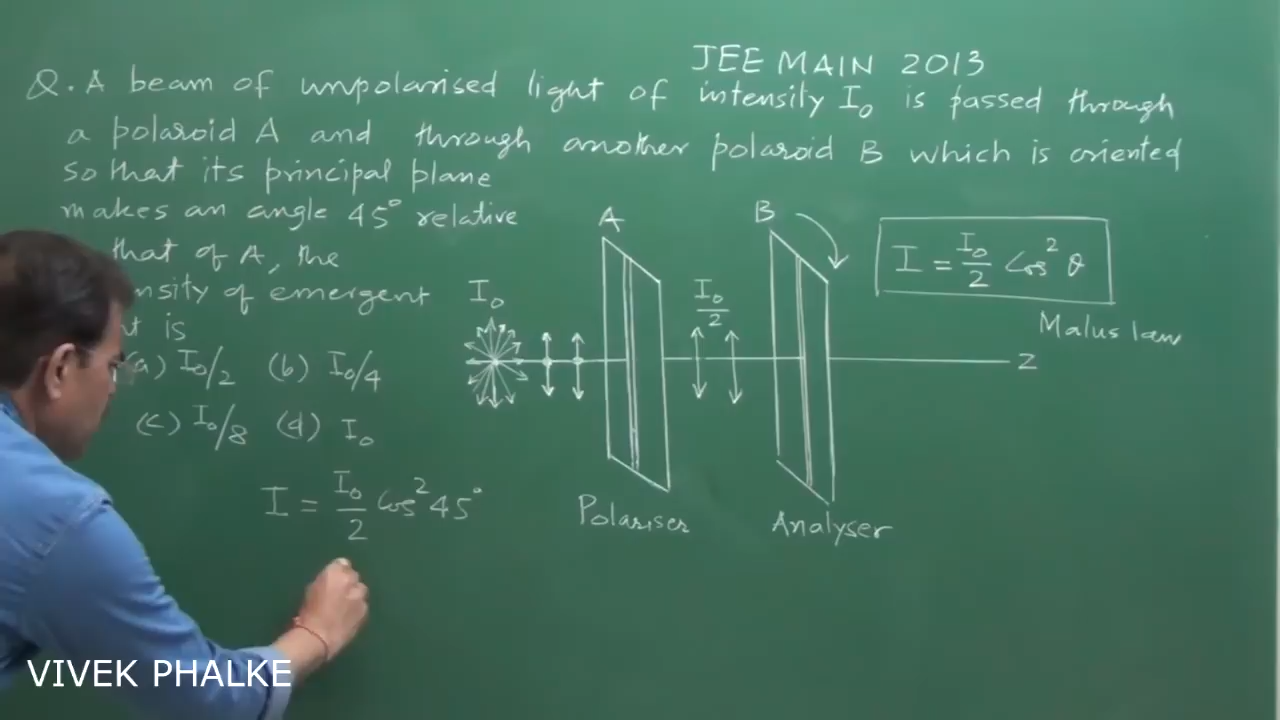 JEE MAIN 2013
Q. A beam of unpolarised light of intensity I₀ is passed through
a polaroid A and through another polaroid B which is oriented
so that its principal plane
makes an angle 45° relative
that of A, the
of emergent
is
(a) I₀/2 (b) I₀/4
(c) I₀/8 (d) I₀
I = I₀/2 cos² 45°
I₀
A
I₀/2
B
I = I₀/2 cos² θ
Malus law
Z
Polariser
Analyser
VIVEK PHALKE